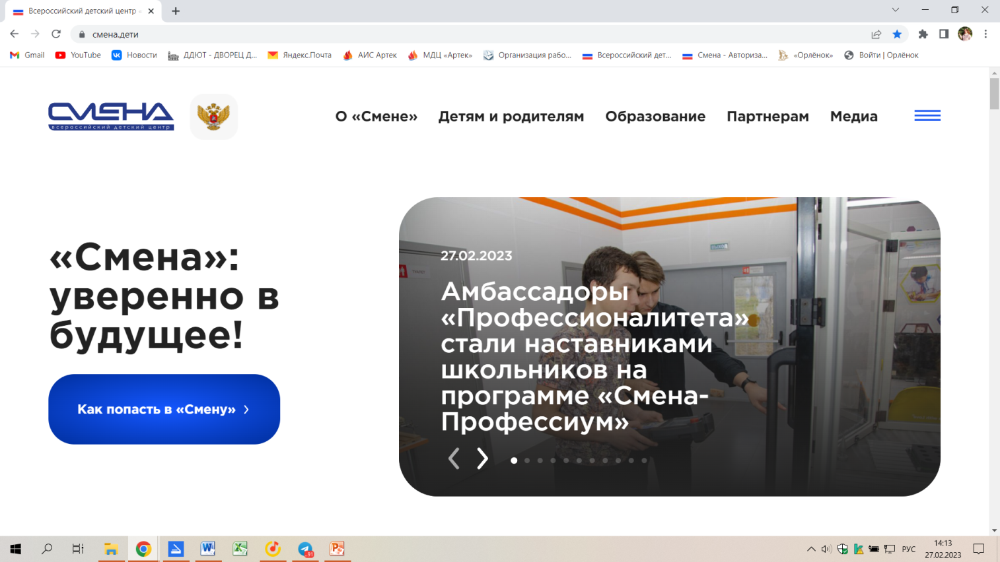 Всероссийский детский центр «
смена.дети
Gmail
YouTube
Новости
ДДЮТ - ДВОРЕЦ Д...
Яндекс.Почта
АИС Артек
МДЦ «Артек»
Организация рабо...
Всероссийский дет...
Смена - Авториза...
«Орлёнок»
Войти | Орлёнок
СМЕНА
всероссийский детский центр
О «Смене»
Детям и родителям
Образование
Партнерам
Медиа
«Смена»:
уверенно в
будущее!
Как попасть в «Смену»
27.02.2023
Амбассадоры
«Профессионалитета»
стали наставниками
школьников на
программе «Смена-
Профессиум»
ВЫХОД
ТУАЛЕТ
91
РУС
14:13
27.02.2023